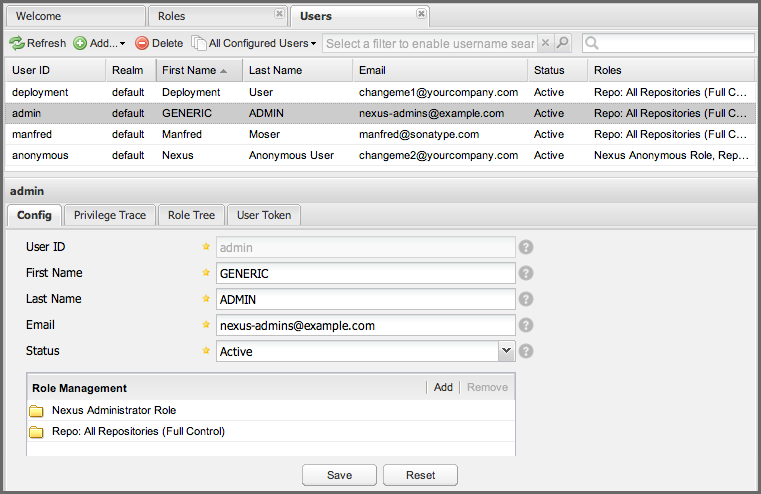 Welcome Roles Users
Refresh Add... Delete All Configured Users Select a filter to enable username sear
User ID Realm First Name Last Name Email Status Roles
deployment default Deployment User changeme1@yourcompany.com Active Repo: All Repositories (Full C...
admin default GENERIC ADMIN nexus-admins@example.com Active Repo: All Repositories (Full C...
manfred default Manfred Moser manfred@sonatype.com Active Repo: All Repositories (Full C...
anonymous default Nexus Anonymous User changeme2@yourcompany.com Active Nexus Anonymous Role, Rep...
admin
Config Privilege Trace Role Tree User Token
User ID admin
First Name GENERIC
Last Name ADMIN
Email nexus-admins@example.com
Status Active
Role Management Add Remove
Nexus Administrator Role
Repo: All Repositories (Full Control)
Save Reset